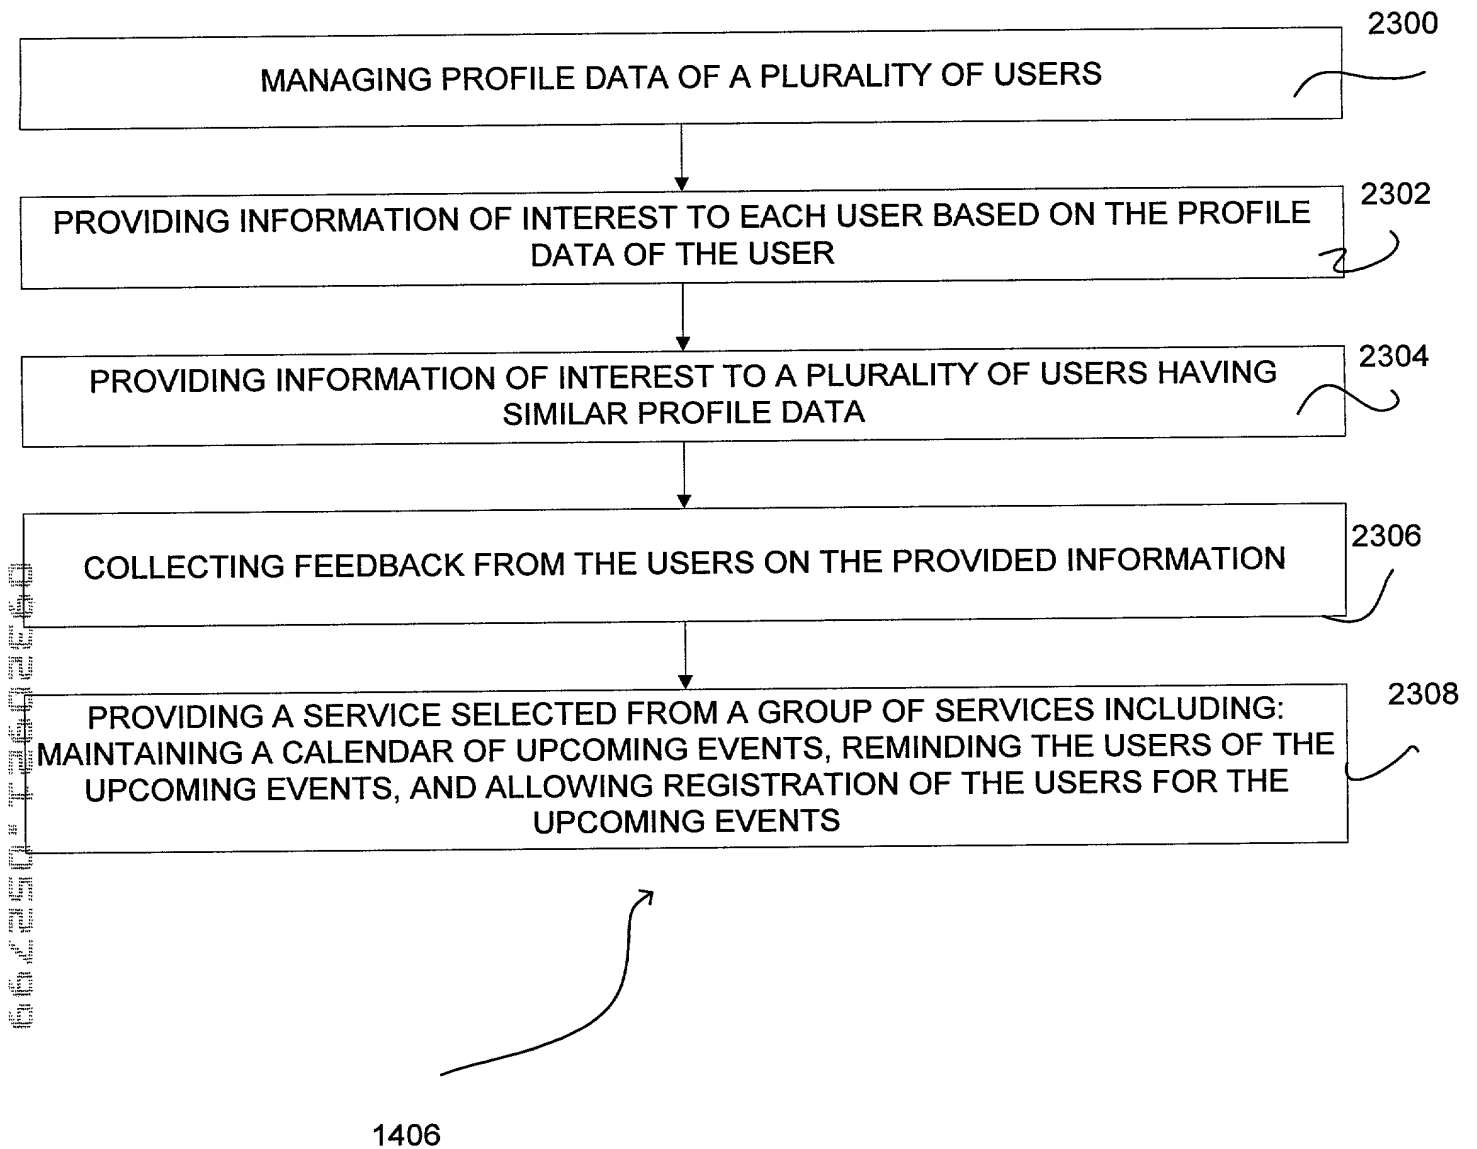 2300
MANAGING PROFILE DATA OF A PLURALITY OF USERS
2302
PROVIDING INFORMATION OF INTEREST TO EACH USER BASED ON THE PROFILE
DATA OF THE USER
2304
PROVIDING INFORMATION OF INTEREST TO A PLURALITY OF USERS HAVING
SIMILAR PROFILE DATA
2306
COLLECTING FEEDBACK FROM THE USERS ON THE PROVIDED INFORMATION
2308
PROVIDING A SERVICE SELECTED FROM A GROUP OF SERVICES INCLUDING:
MAINTAINING A CALENDAR OF UPCOMING EVENTS, REMINDING THE USERS OF THE
UPCOMING EVENTS, AND ALLOWING REGISTRATION OF THE USERS FOR THE
UPCOMING EVENTS
1406